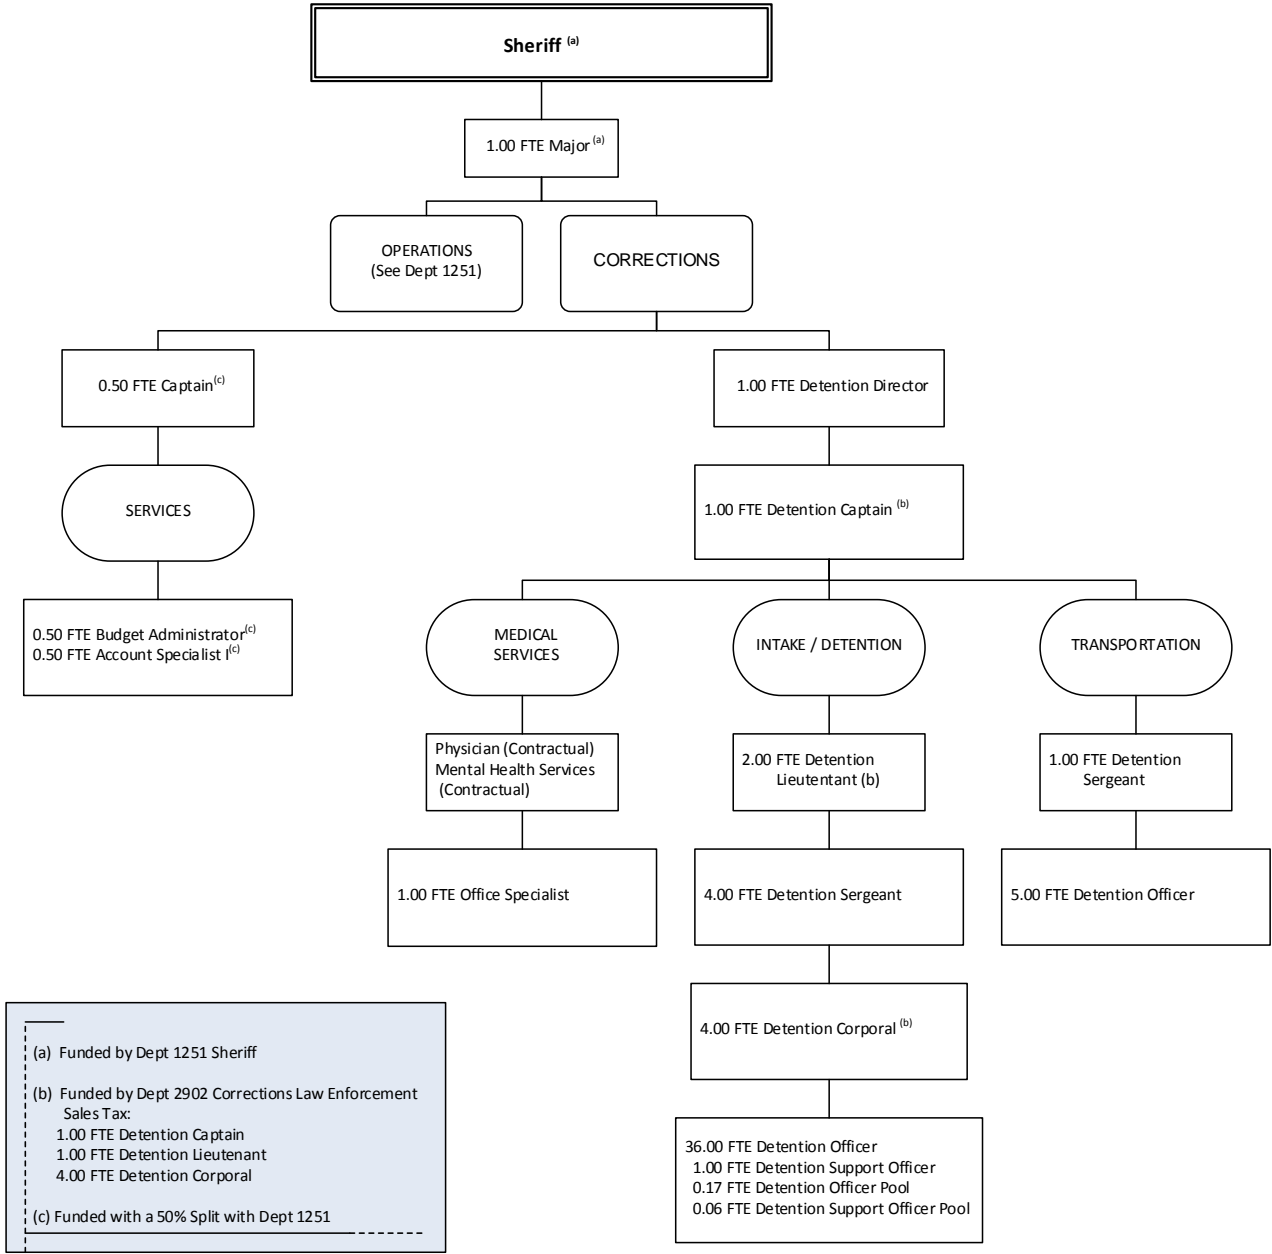 Sheriff (a)
1.00 FTE Major (a)
OPERATIONS
(See Dept 1251)
CORRECTIONS
0.50 FTE Captain(c)
1.00 FTE Detention Director
SERVICES
1.00 FTE Detention Captain (b)
0.50 FTE Budget Administrator(c)
0.50 FTE Account Specialist I(c)
MEDICAL
SERVICES
INTAKE / DETENTION
TRANSPORTATION
Physician (Contractual)
Mental Health Services
(Contractual)
2.00 FTE Detention
Lieutentant (b)
1.00 FTE Detention
Sergeant
1.00 FTE Office Specialist
4.00 FTE Detention Sergeant
5.00 FTE Detention Officer
4.00 FTE Detention Corporal (b)
36.00 FTE Detention Officer
1.00 FTE Detention Support Officer
0.17 FTE Detention Officer Pool
0.06 FTE Detention Support Officer Pool
(a) Funded by Dept 1251 Sheriff
(b) Funded by Dept 2902 Corrections Law Enforcement
Sales Tax:
1.00 FTE Detention Captain
1.00 FTE Detention Lieutenant
4.00 FTE Detention Corporal
(c) Funded with a 50% Split with Dept 1251